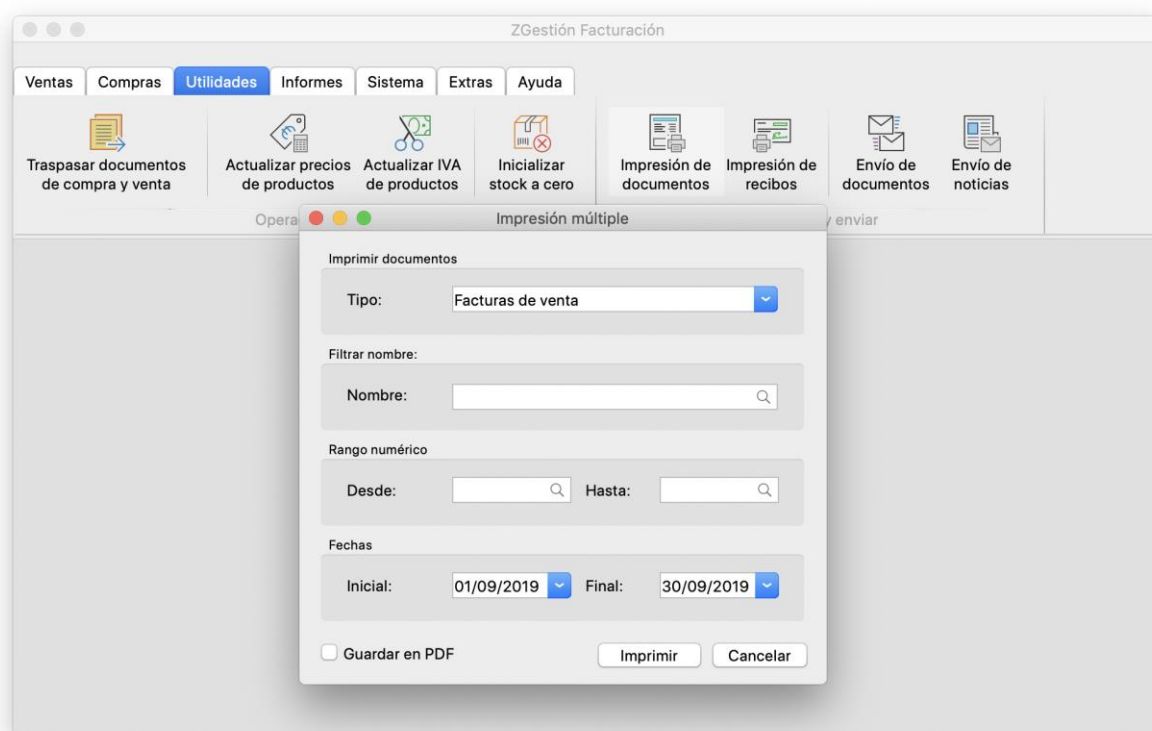 ZGestión Facturación
Ventas Compras Utilidades Informes Sistema Extras Ayuda
Traspasar documentos de compra y venta
Actualizar precios de productos
Actualizar IVA de productos
Inicializar stock a cero
Impresión de documentos
Impresión de recibos
Envío de documentos
Envío de noticias
y enviar
Impresión múltiple
Imprimir documentos
Tipo: Facturas de venta
Filtrar nombre:
Nombre:
Rango numérico
Desde: Hasta:
Fechas
Inicial: 01/09/2019 Final: 30/09/2019
Guardar en PDF Imprimir Cancelar